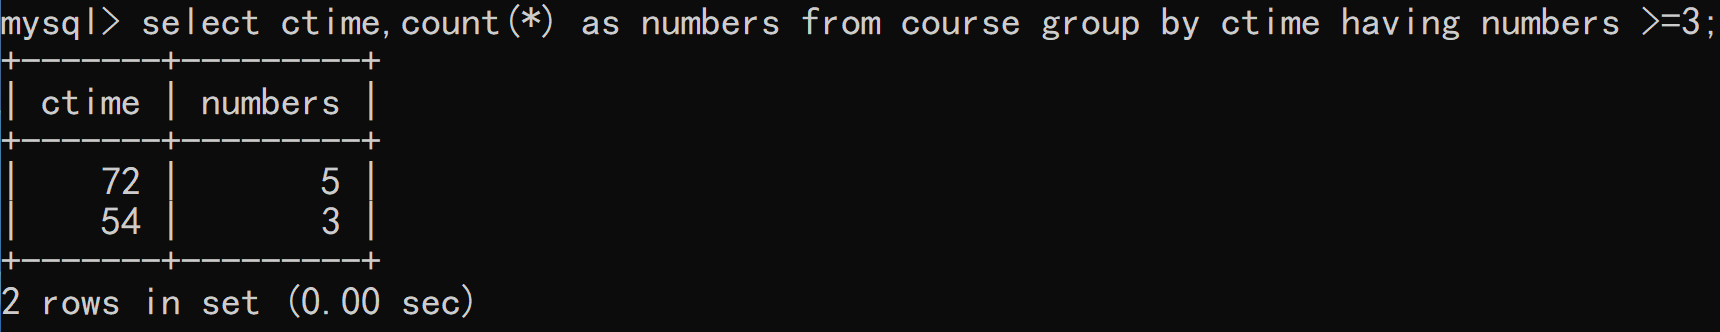 mysql> select ctime,count(*) as numbers from course group by ctime having numbers >=3;
+-------+---------+
| ctime | numbers |
+-------+---------+
|    72 |       5 |
|    54 |       3 |
+-------+---------+
2 rows in set (0.00 sec)